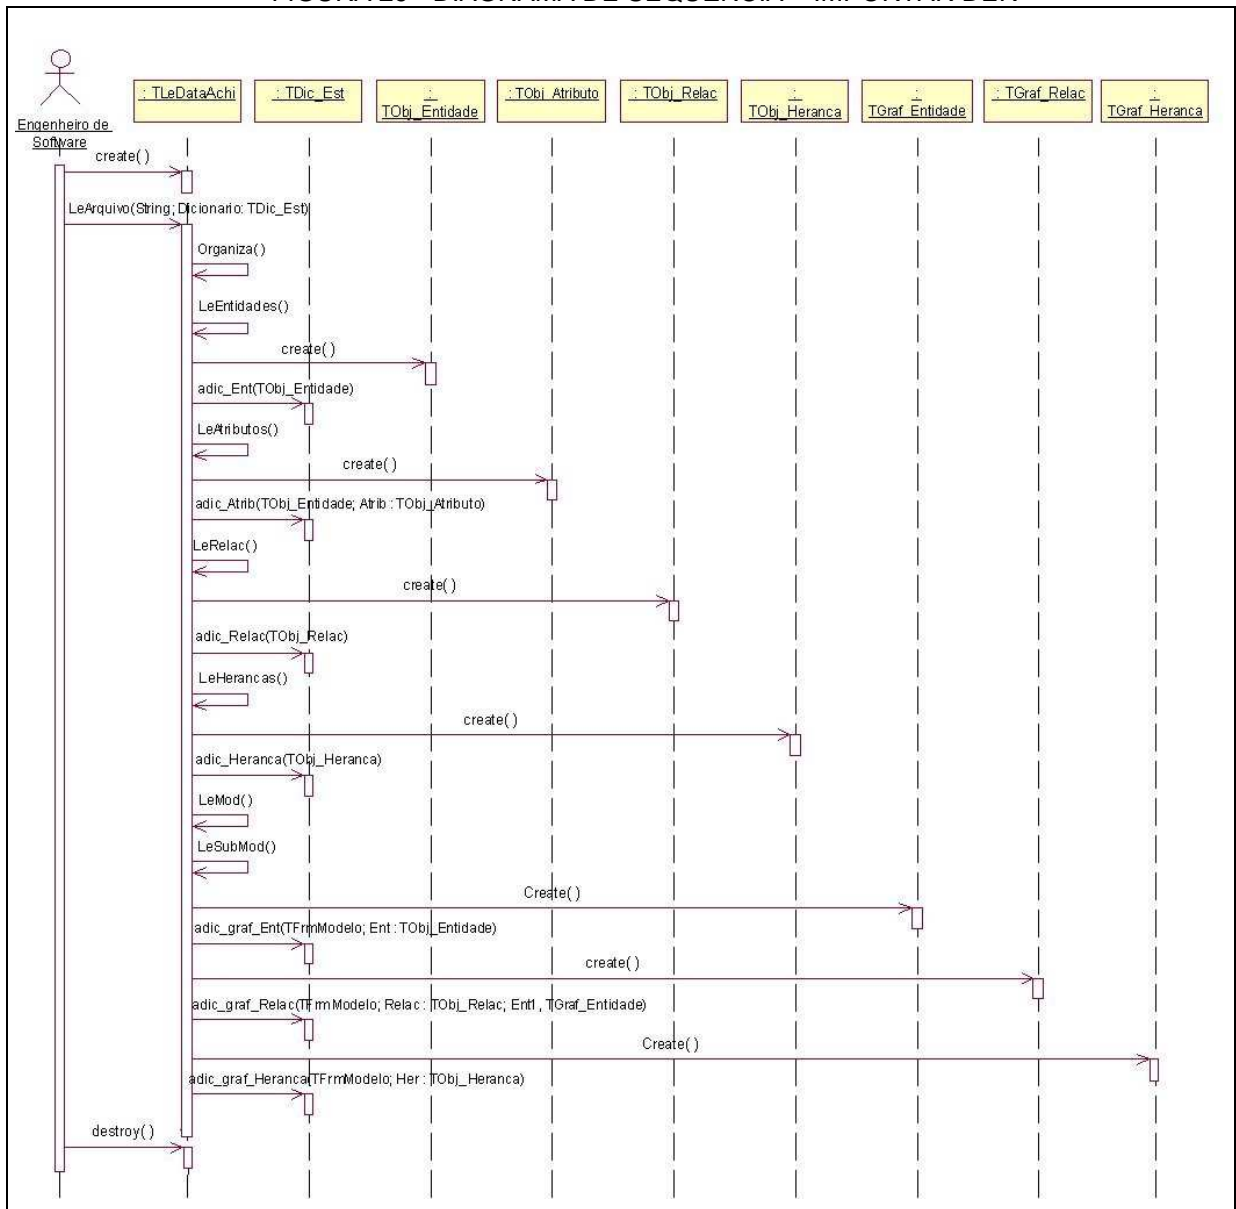 : TLeDataAchi
: TDic_Est
:
TObj_Entidade
: TObj_Atributo
: TObj_Relac
:
TObj_Heranca
:
TGraf_Entidade
: TGraf_Relac
:
TGraf_Heranca
Engenheiro de
Software
create( )
LeArquivo(String; Dicionario: TDic_Est)
Organiza( )
LeEntidades( )
create( )
adic_Ent(TObj_Entidade)
LeAtributos( )
create( )
adic_Atrib(TObj_Entidade; Atrib : TObj_Atributo)
LeRelac( )
create( )
adic_Relac(TObj_Relac)
LeHerancas( )
create( )
adic_Heranca(TObj_Heranca)
LeMod( )
LeSubMod( )
Create( )
adic_graf_Ent(TFrmModelo; Ent : TObj_Entidade)
create( )
adic_graf_Relac(TFrmModelo; Relac : TObj_Relac; Ent1, TGraf_Entidade)
Create( )
adic_graf_Heranca(TFrmModelo; Her : TObj_Heranca)
destroy( )